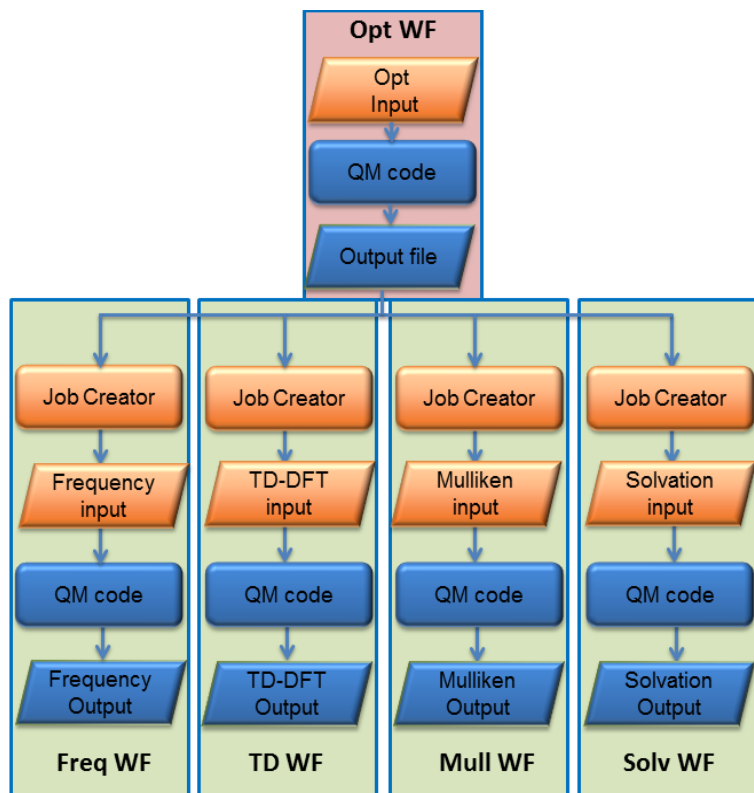 Opt WF
Opt
Input
QM code
Output file
Job Creator
Job Creator
Job Creator
Job Creator
Frequency
input
TD-DFT
input
Mulliken
input
Solvation
input
QM code
QM code
QM code
QM code
Frequency
Output
TD-DFT
Output
Mulliken
Output
Solvation
Output
Freq WF
TD WF
Mull WF
Solv WF